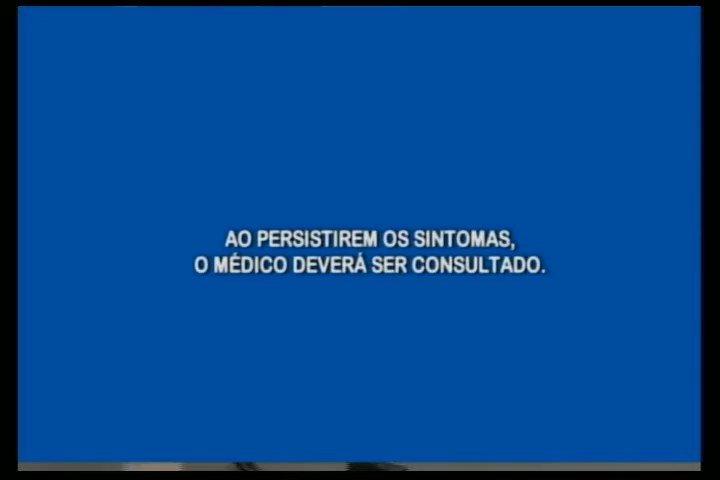 AO PERSISTIREM OS SINTOMAS,
O MÉDICO DEVERÁ SER CONSULTADO.